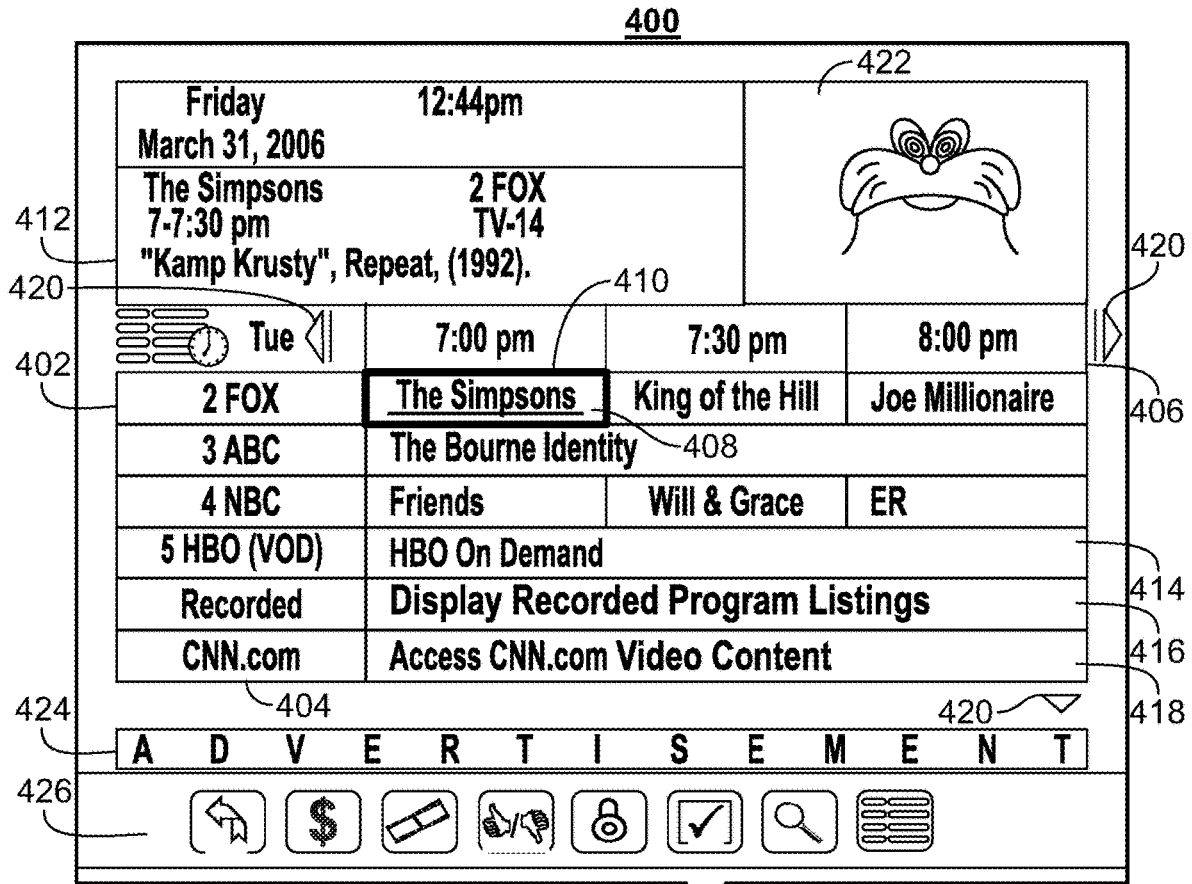 400
422
Friday 12:44pm
March 31, 2006
The Simpsons 2 FOX
7-7:30 pm TV-14
"Kamp Krusty", Repeat, (1992).
412
420
410
420
Tue 7:00 pm 7:30 pm 8:00 pm
402
406
2 FOX The Simpsons King of the Hill Joe Millionaire
408
3 ABC The Bourne Identity
4 NBC Friends Will & Grace ER
5 HBO (VOD) HBO On Demand
414
Recorded Display Recorded Program Listings
416
CNN.com Access CNN.com Video Content
418
404
420
424
A D V E R T I S E M E N T
426
$